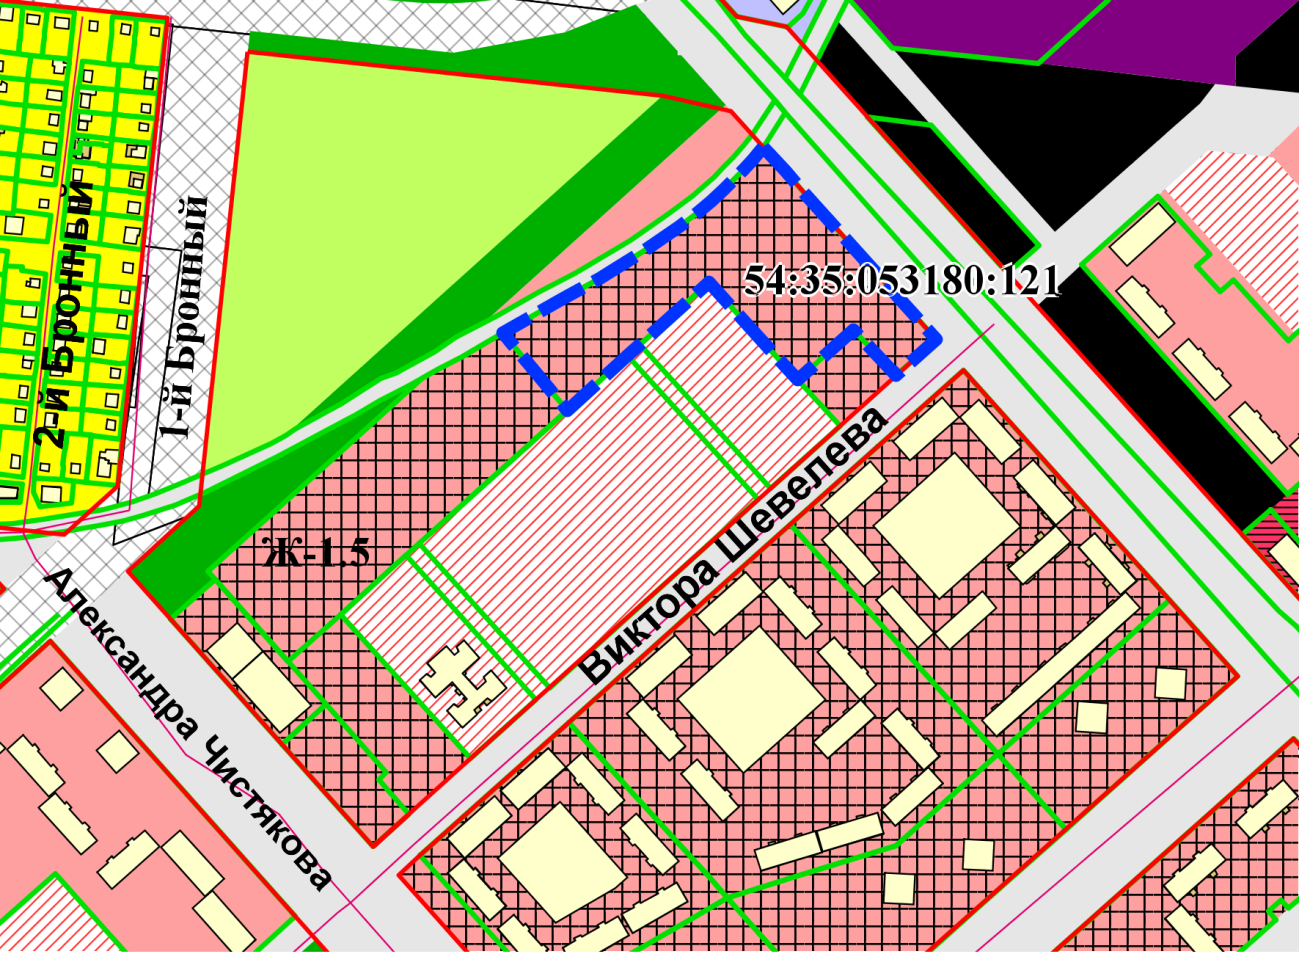 2-й Бронный
1-й Бронный
54:35:053180:121
Ж-1.5
Виктора Шевелева
Александра Чистякова